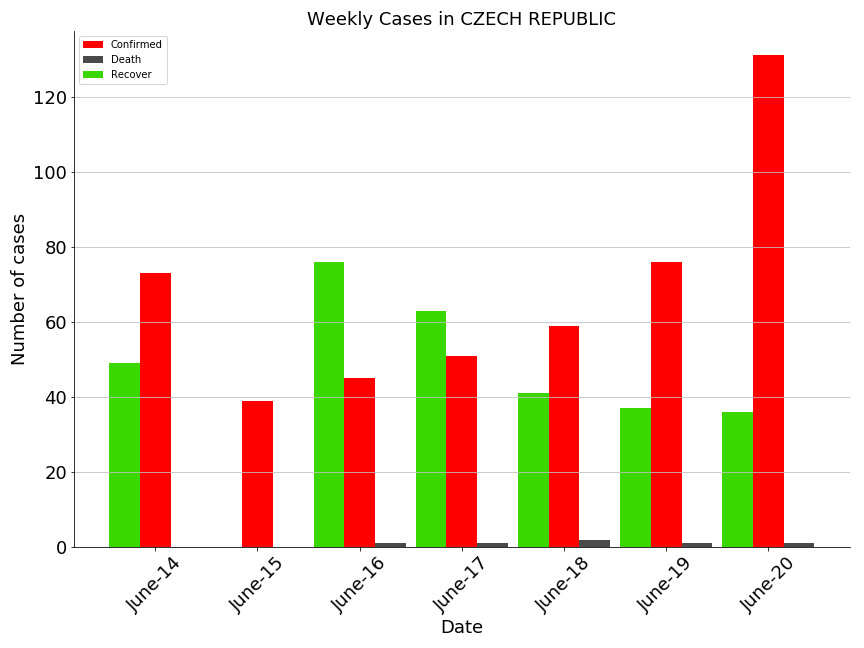 Weekly Cases in CZECH REPUBLIC
Confirmed
Death
Recover
Number of cases
120
100
80
60
40
20
0
June-14
June-15
June-16
June-17
June-18
June-19
June-20
Date